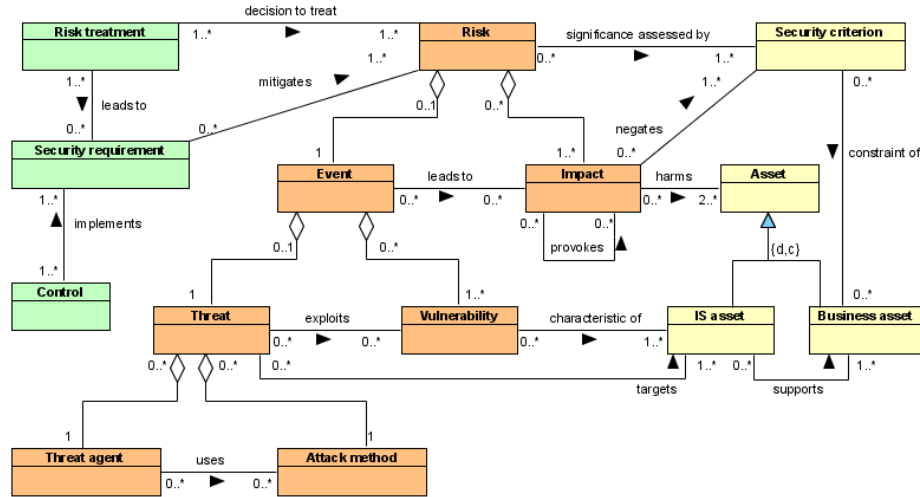 decision to treat
Risk treatment
Risk
significance assessed by
Security criterion
1..*
1..*
0..*
1..*
1..*
mitigates
1..*
1..*
0..*
leads to
0..1
0..*
0..*
0..*
negates
Security requirement
1
1..*
0..*
constraint of
Event
leads to
Impact
harms
Asset
1..*
0..*
0..*
0..*
2..*
implements
0..1
0..*
0..*
0..*
provokes
{d,c}
1..*
Control
1
1..*
0..*
Threat
exploits
Vulnerability
characteristic of
IS asset
Business asset
0..*
0..*
0..*
1..*
0..*
0..*
0..*
1..*
0..*
1..*
targets
supports
1
1
Threat agent
uses
Attack method
0..*
0..*